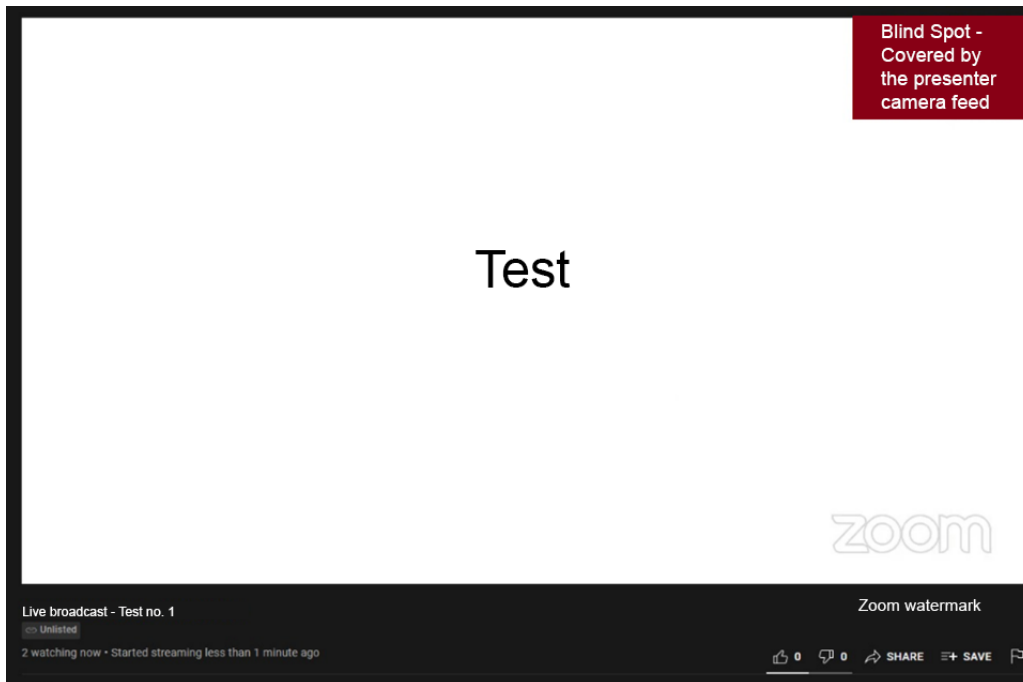 Blind Spot -
Covered by
the presenter
camera feed
Test
zoom
Live broadcast - Test no. 1
Zoom watermark
Unlisted
2 watching now • Started streaming less than 1 minute ago
0 0 SHARE SAVE